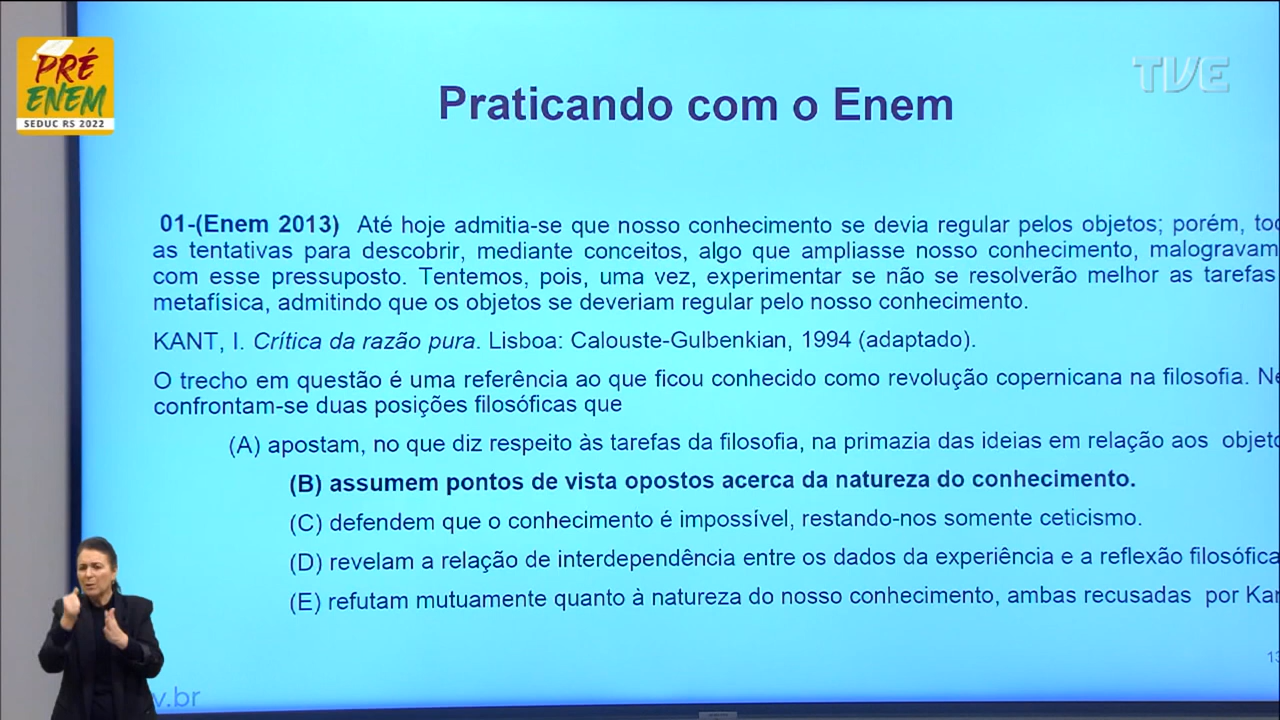 PRÉ
ENEM
SEDUC RS 2022
TVE
Praticando com o Enem
01-(Enem 2013) Até hoje admitia-se que nosso conhecimento se devia regular pelos objetos; porém,
as tentativas para descobrir, mediante conceitos, algo que ampliasse nosso conhecimento, malogravam
com esse pressuposto. Tentemos, pois, uma vez, experimentar se não se resolverão melhor as tarefas
metafísica, admitindo que os objetos se deveriam regular pelo nosso conhecimento.
KANT, I. Crítica da razão pura. Lisboa: Calouste-Gulbenkian, 1994 (adaptado).
O trecho em questão é uma referência ao que ficou conhecido como revolução copernicana na filosofia.
confrontam-se duas posições filosóficas que
(A) apostam, no que diz respeito às tarefas da filosofia, na primazia das ideias em relação aos
(B) assumem pontos de vista opostos acerca da natureza do conhecimento.
(C) defendem que o conhecimento é impossível, restando-nos somente ceticismo.
(D) revelam a relação de interdependência entre os dados da experiência e a reflexão filosófica
(E) refutam mutuamente quanto à natureza do nosso conhecimento, ambas recusadas por
v.br